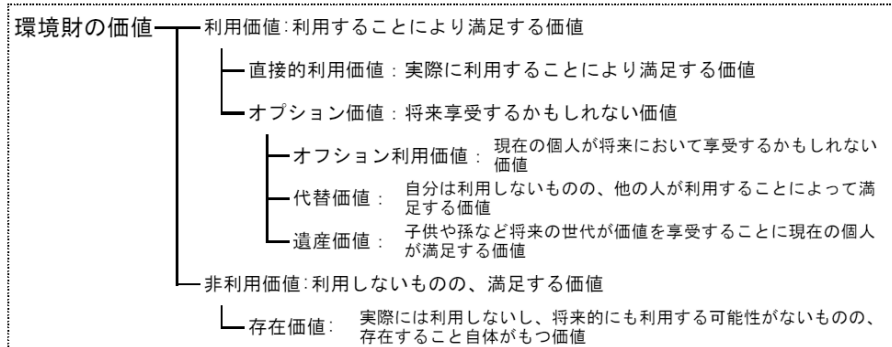 環境財の価値
利用価値:利用することにより満足する価値
直接的利用価値:実際に利用することにより満足する価値
オプション価値:将来享受するかもしれない価値
オフション利用価値:現在の個人が将来において享受するかもしれない
価値
代替価値:自分は利用しないものの、他の人が利用することによって満
足する価値
遺産価値:子供や孫など将来の世代が価値を享受することに現在の個人
が満足する価値
非利用価値:利用しないものの、満足する価値
存在価値:実際には利用しないし、将来的にも利用する可能性がないものの、
存在すること自体がもつ価値